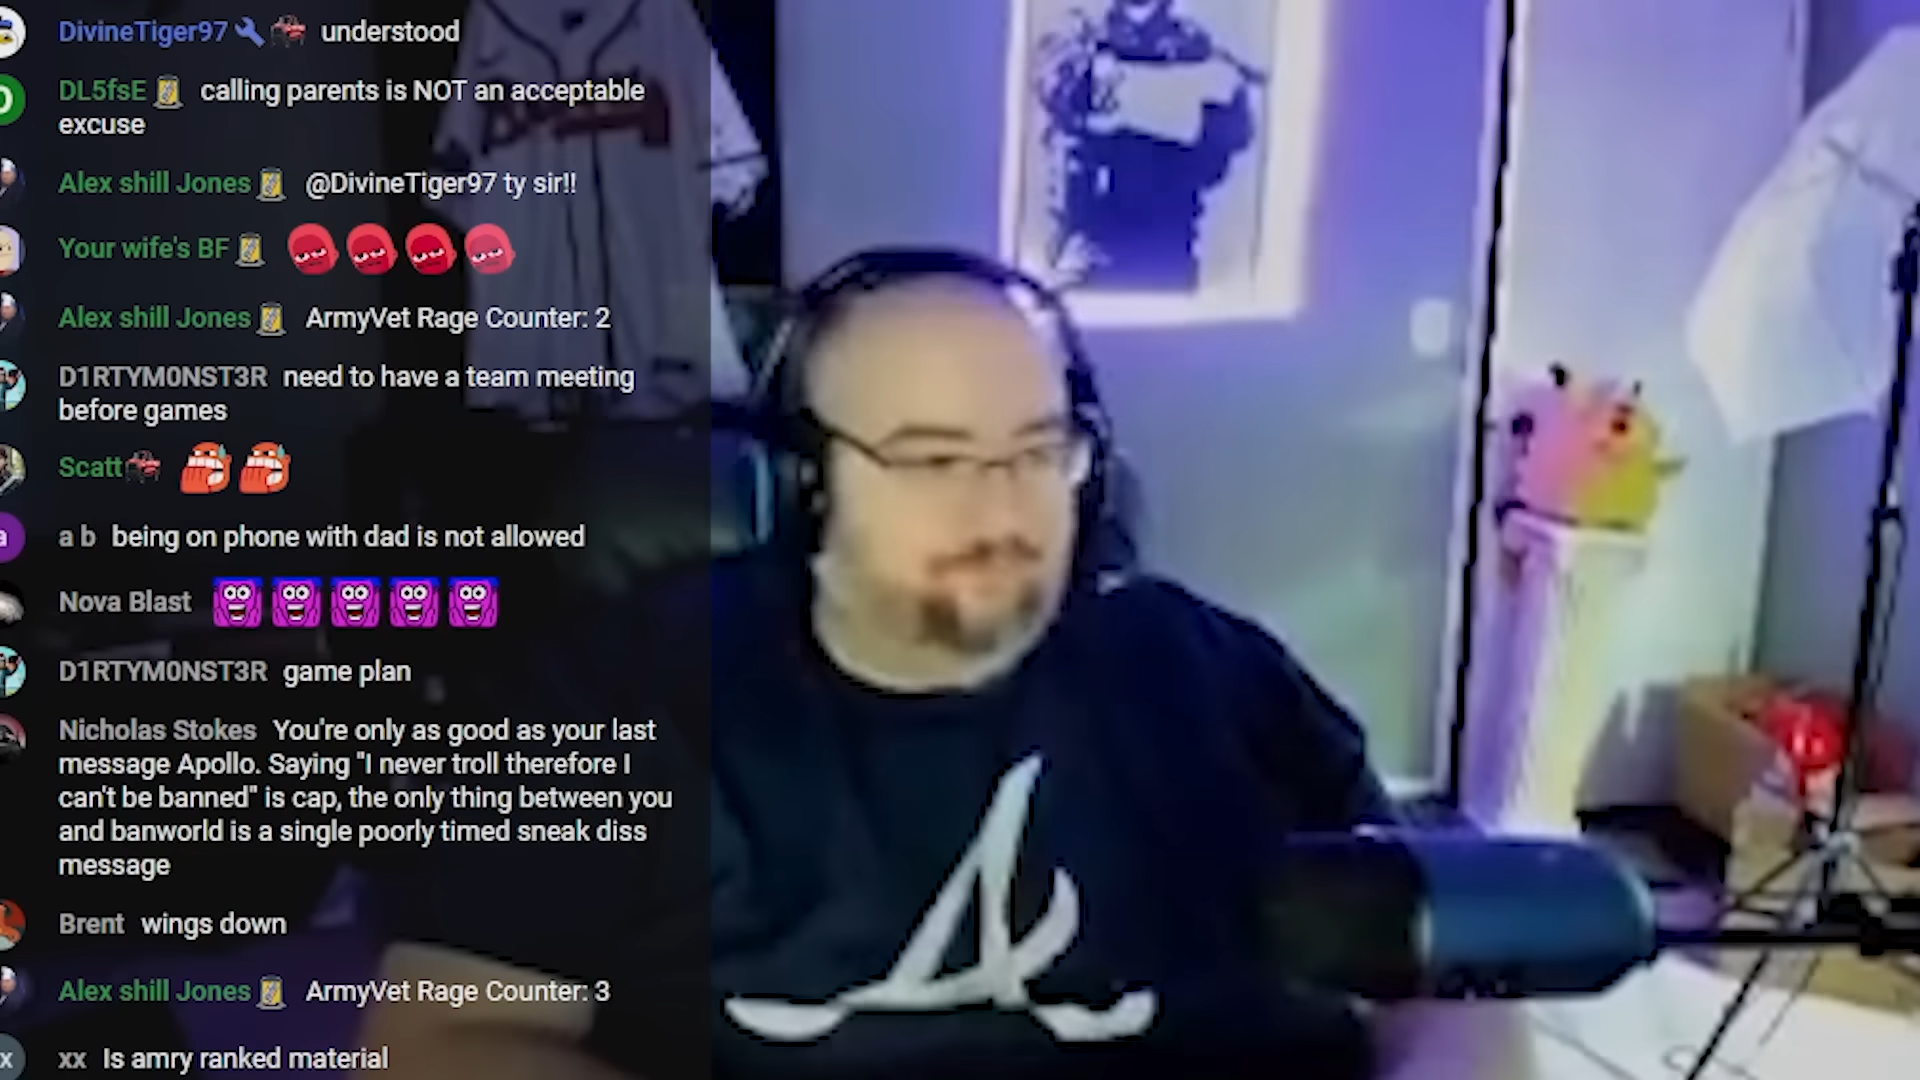 DivineTiger97 understood
DL5fsE calling parents is NOT an acceptable
excuse
Alex shill Jones @DivineTiger97 ty sir!!
Your wife's BF
Alex shill Jones ArmyVet Rage Counter: 2
D1RTYM0NST3R need to have a team meeting
before games
Scatt
a b being on phone with dad is not allowed
Nova Blast
D1RTYM0NST3R game plan
Nicholas Stokes You're only as good as your last
message Apollo. Saying "I never troll therefore I
can't be banned" is cap, the only thing between you
and banworld is a single poorly timed sneak diss
message
Brent wings down
Alex shill Jones ArmyVet Rage Counter: 3
x xx Is amry ranked material